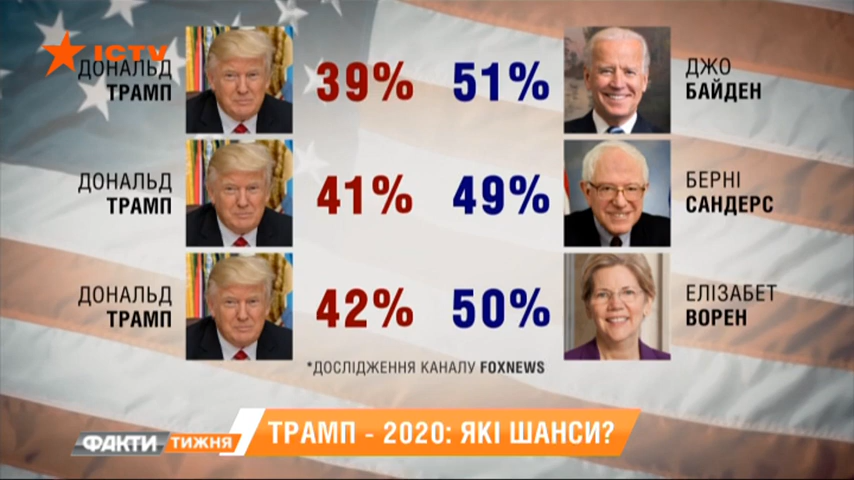 ICTV
ДОНАЛЬД
ТРАМП
39% 51%
ДЖО
БАЙДЕН
ДОНАЛЬД
ТРАМП
41% 49%
БЕРНІ
САНДЕРС
ДОНАЛЬД
ТРАМП
42% 50%
ЕЛІЗАБЕТ
ВОРЕН
*ДОСЛІДЖЕННЯ КАНАЛУ FOXNEWS
ФАКТИ ТИЖНЯ
ТРАМП - 2020: ЯКІ ШАНСИ?